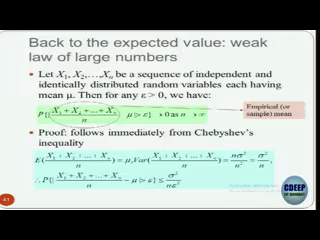 Back to the expected value: weak
law of large numbers
• Let X₁, X₂,…,Xₙ be a sequence of independent and
identically distributed random variables each having
mean μ. Then for any ε > 0, we have:
P{| (X₁ + X₂ + ... + Xₙ)/n - μ |> ε} → 0 as n → ∞
Empirical (or
sample) mean
• Proof: follows immediately from Chebyshev's
inequality
E((X₁ + X₂ + ... + Xₙ)/n) = μ, Var((X₁ + X₂ + ... + Xₙ)/n) = nσ²/n² = σ²/n,
∴ P{| (X₁ + X₂ + ... + Xₙ)/n - μ |> ε} ≤ σ²/nε²
41
CDEEP
IIT BOMBAY